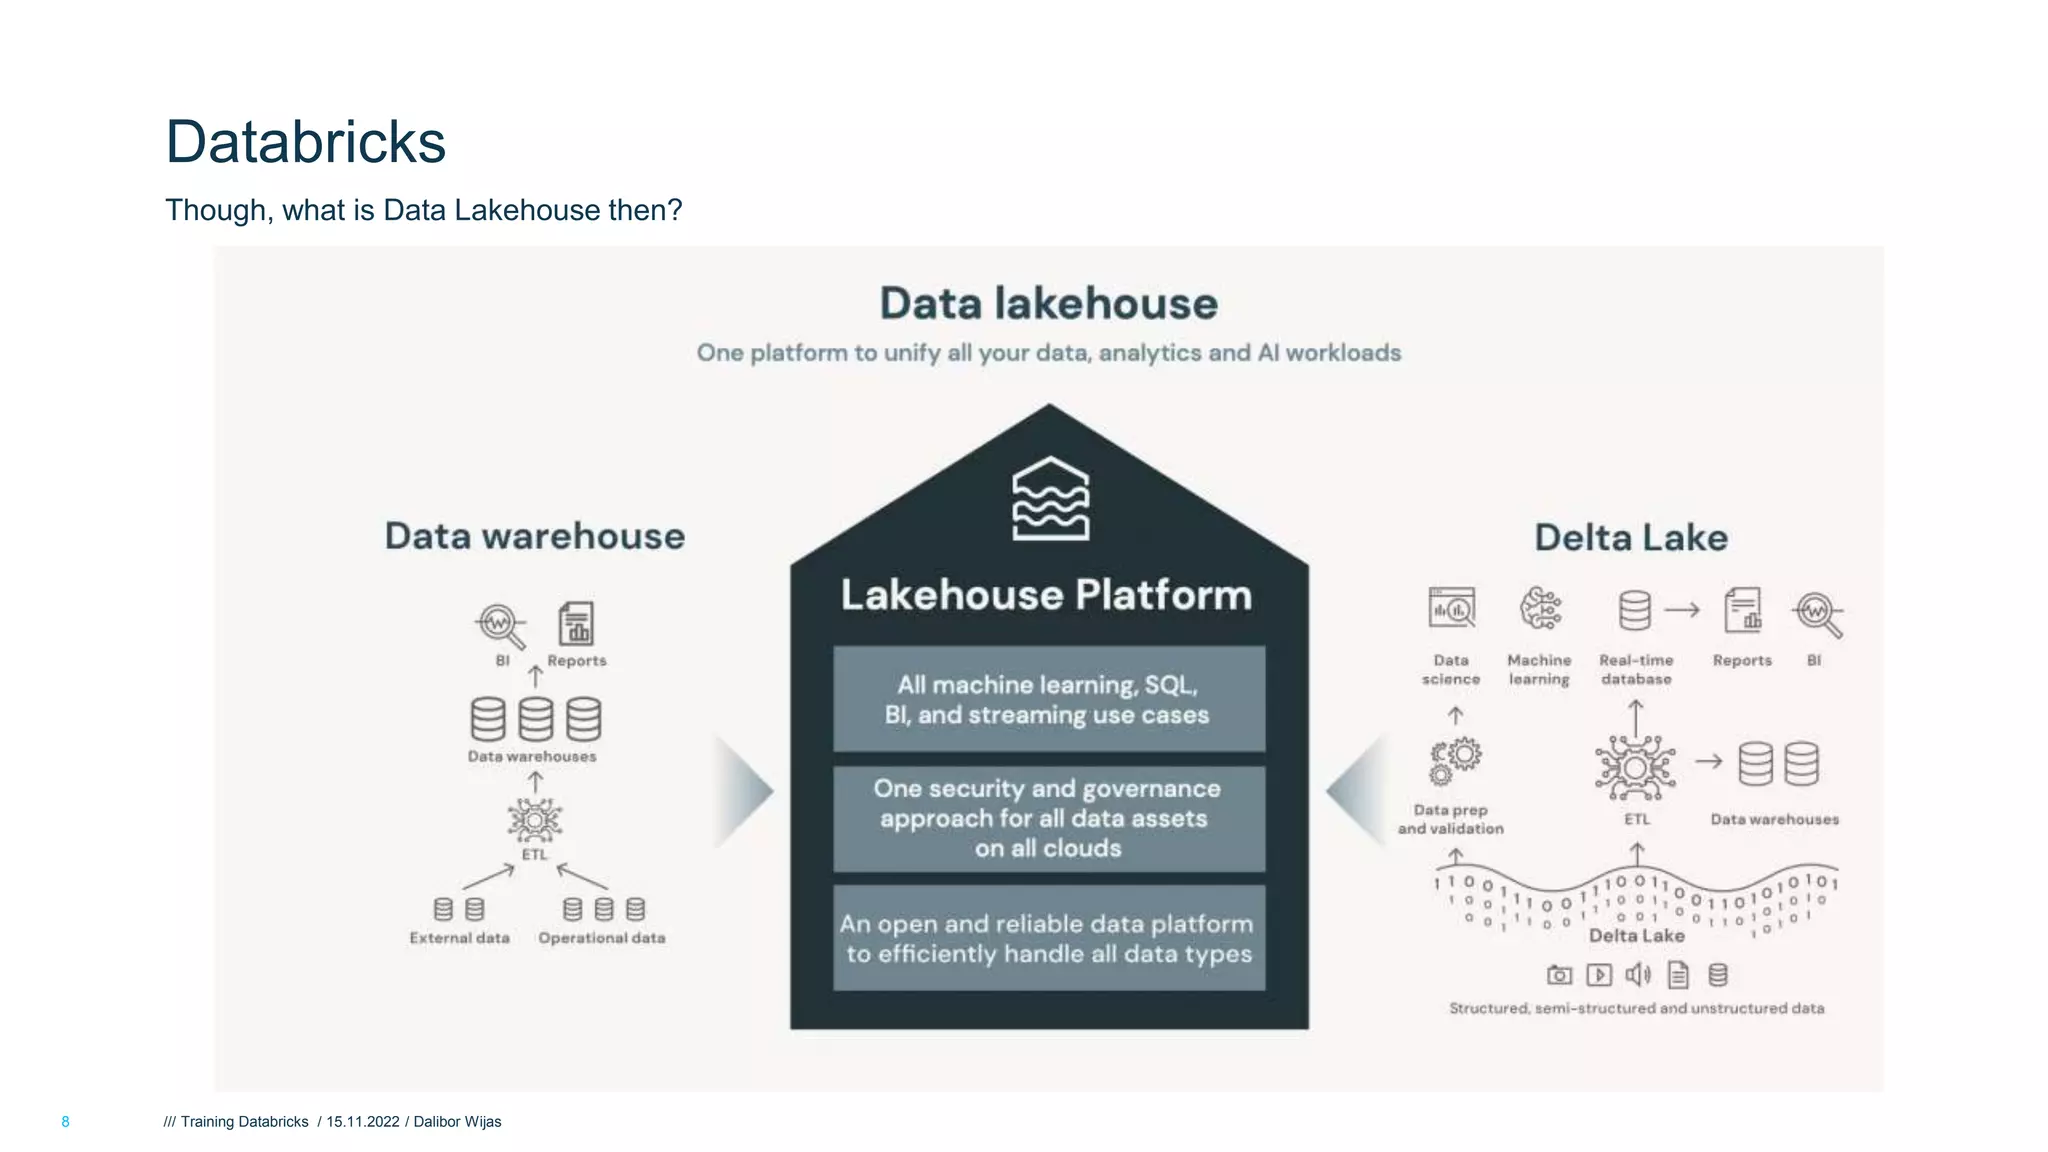 Databricks
Though, what is Data Lakehouse then?
Data lakehouse
One platform to unify all your data, analytics and AI workloads
Data warehouse
BI
Reports
Data warehouses
ETL
External data
Operational data
Lakehouse Platform
All machine learning, SQL,
BI, and streaming use cases
One security and governance
approach for all data assets
on all clouds
An open and reliable data platform
to efficiently handle all data types
Delta Lake
Data
science
Machine
learning
Real-time
database
Reports
BI
Data prep
and validation
ETL
Data warehouses
Delta Lake
Structured, semi-structured and unstructured data
8
/// Training Databricks / 15.11.2022 / Dalibor Wijas